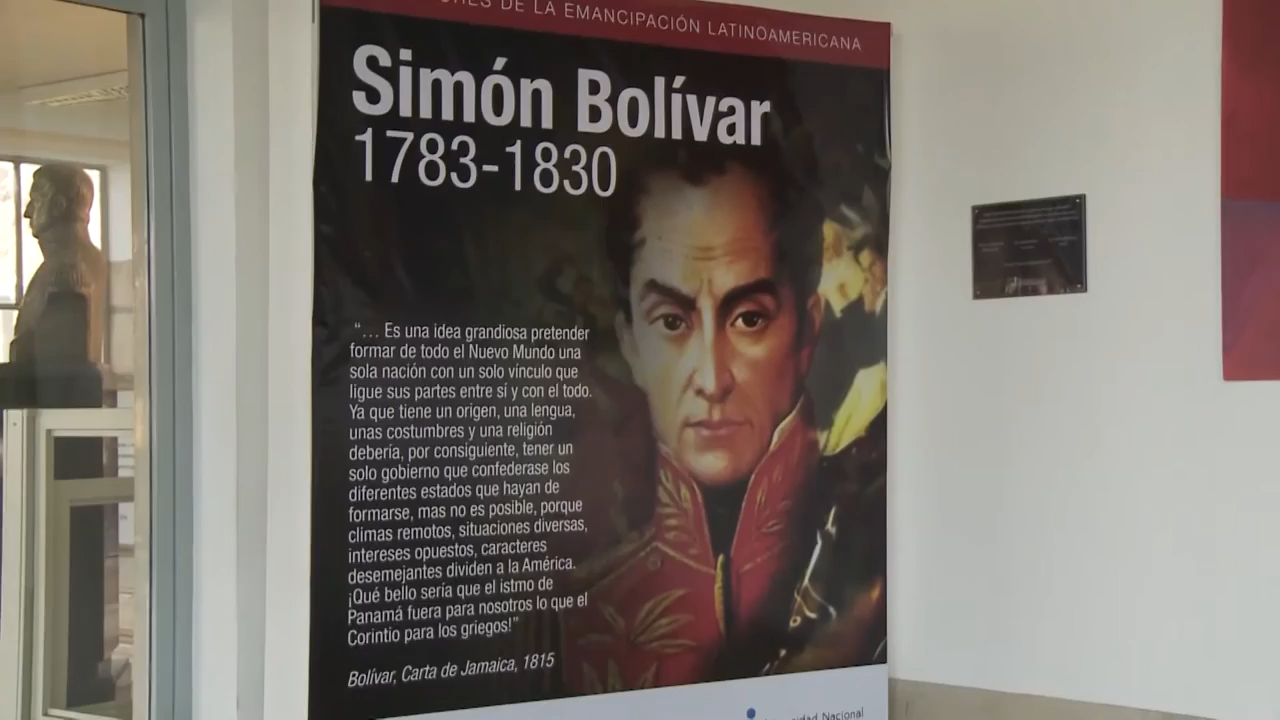 DE LA EMANCIPACIÓN LATINOAMERICANA
Simón Bolívar
1783-1830
“... Es una idea grandiosa pretender
formar de todo el Nuevo Mundo una
sola nación con un solo vínculo que
ligue sus partes entre sí y con el todo.
Ya que tiene un origen, una lengua,
unas costumbres y una religión
debería, por consiguiente, tener un
solo gobierno que confederase los
diferentes estados que hayan de
formarse, mas no es posible, porque
climas remotos, situaciones diversas,
intereses opuestos, caracteres
desemejantes dividen a la América.
¡Qué bello sería que el istmo de
Panamá fuera para nosotros lo que el
Corintio para los griegos!”
Bolívar, Carta de Jamaica, 1815
Nacional